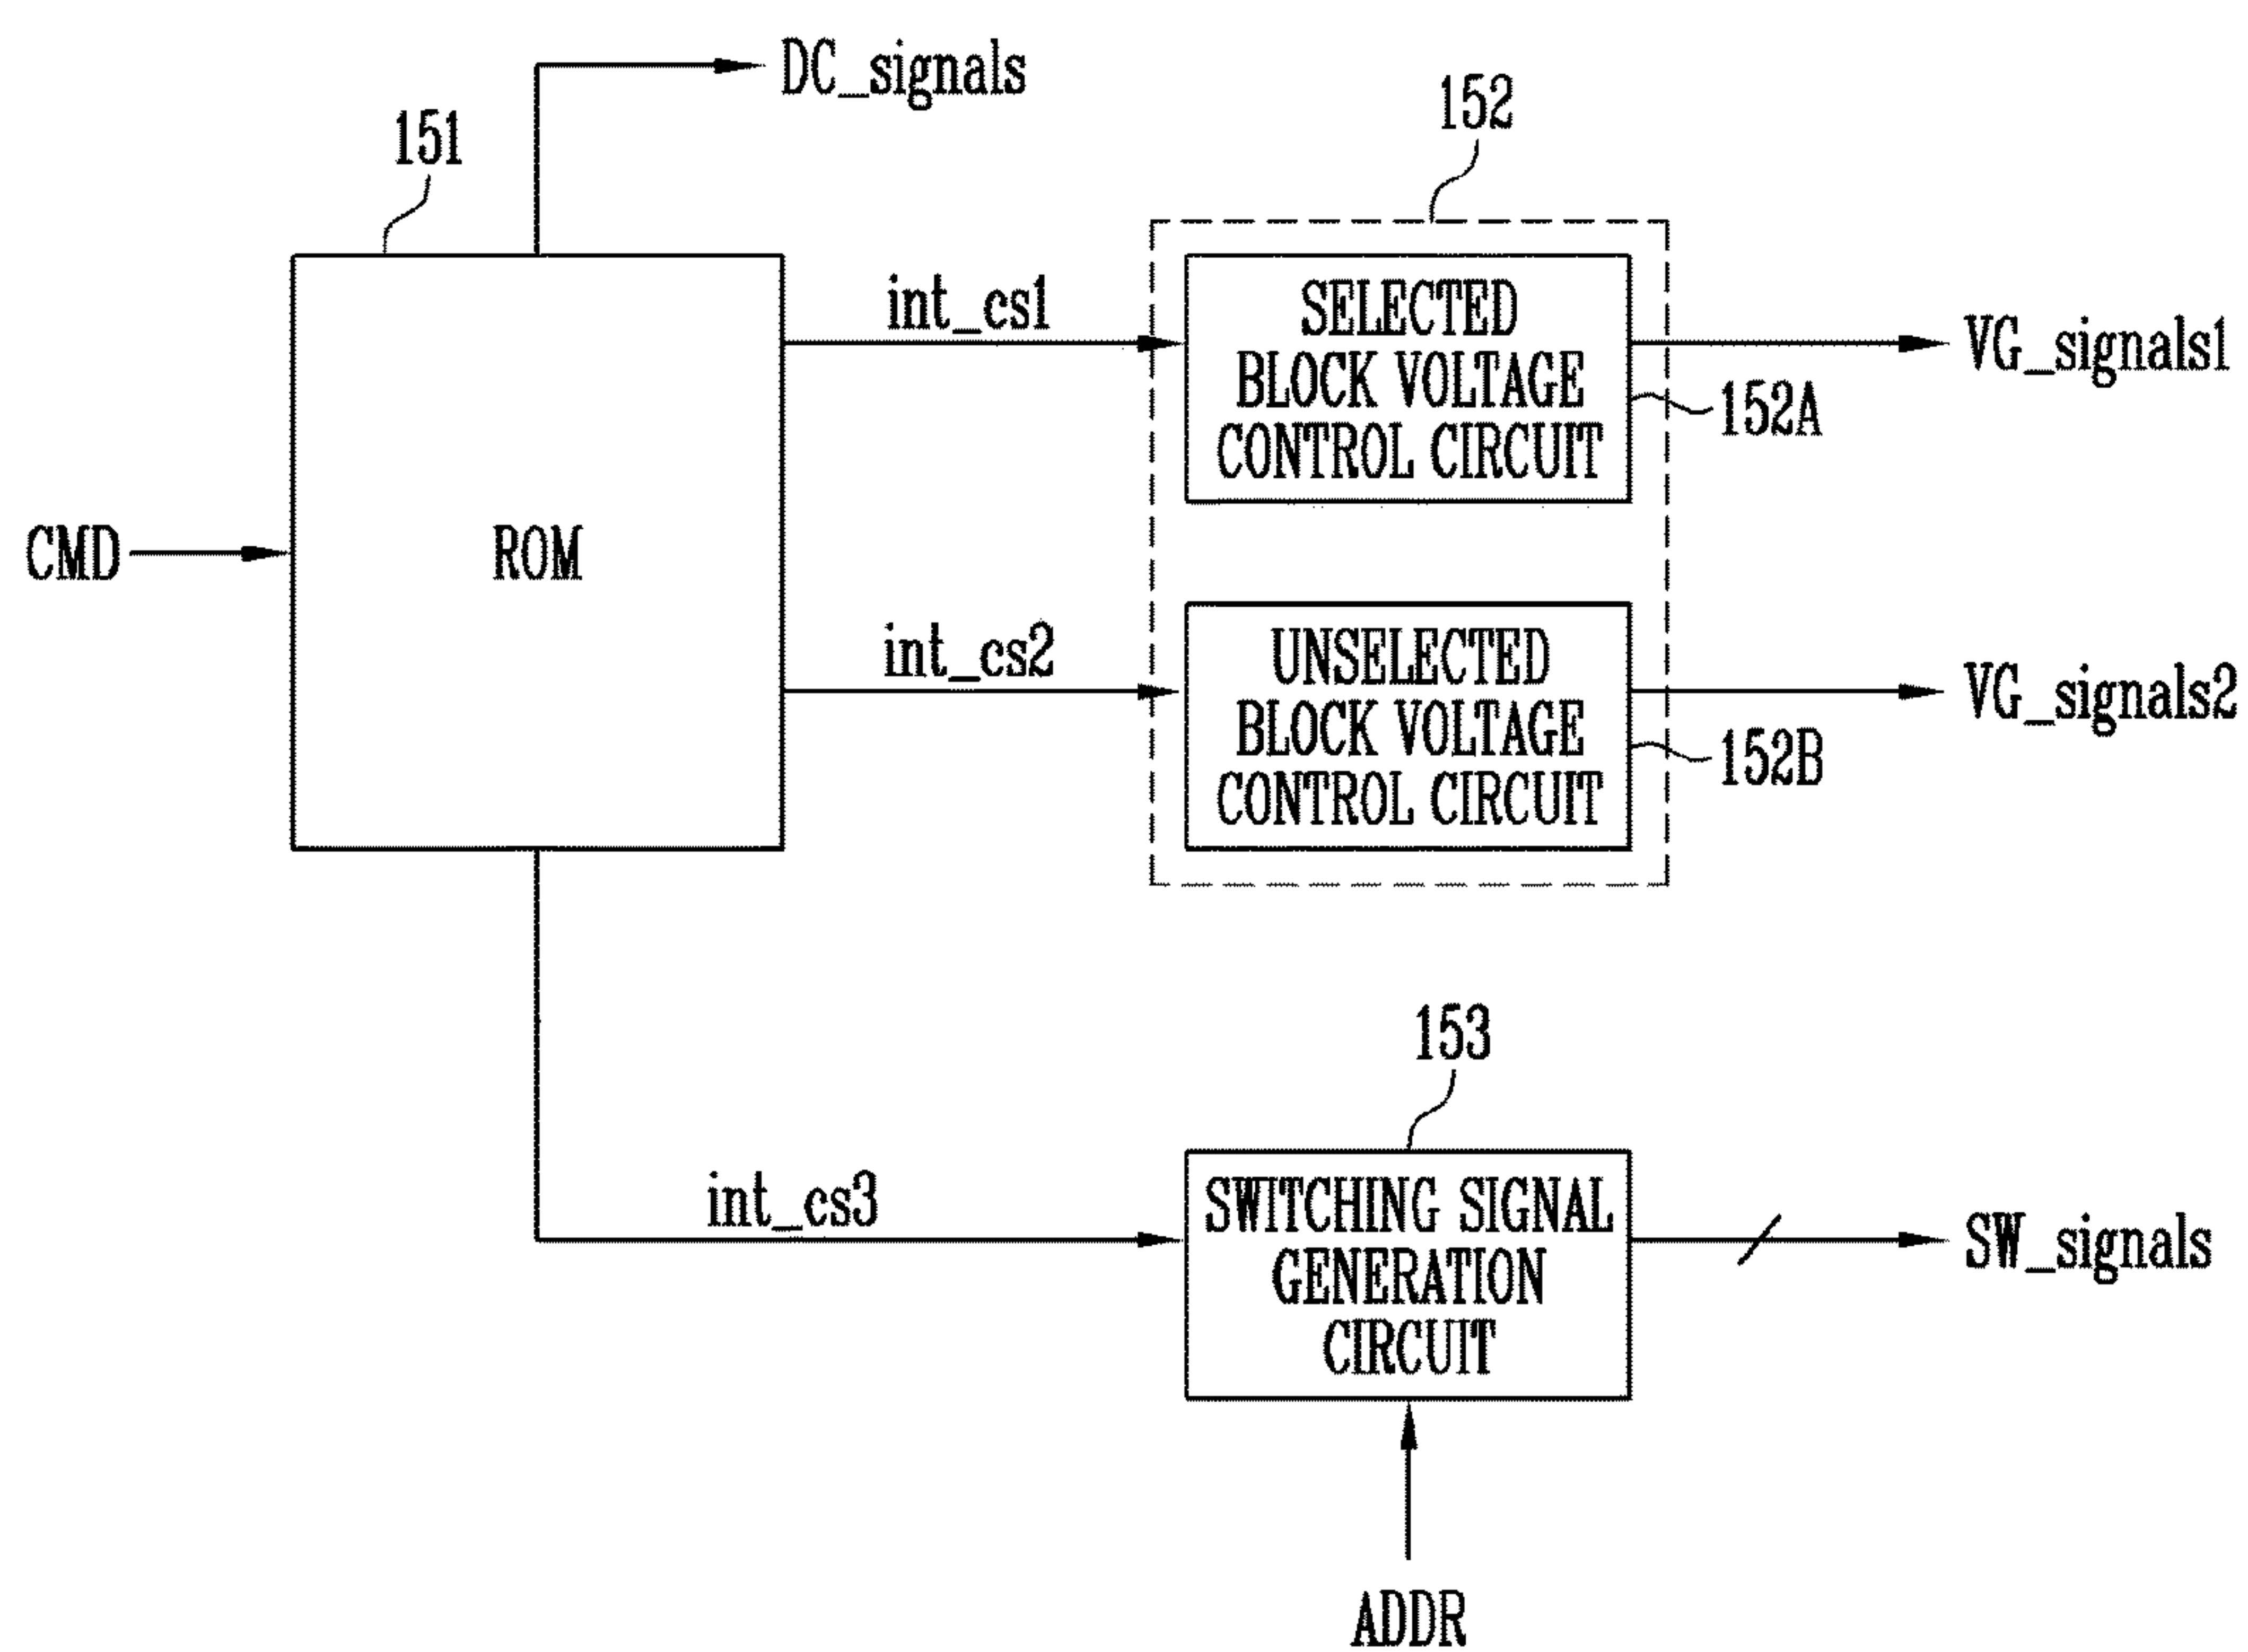 DC_signals
151
152
int_cs1
SELECTED
BLOCK VOLTAGE
CONTROL CIRCUIT
VG_signals1
152A
CMD
ROM
int_cs2
UNSELECTED
BLOCK VOLTAGE
CONTROL CIRCUIT
VG_signals2
152B
153
int_cs3
SWITCHING SIGNAL
GENERATION
CIRCUIT
SW_signals
ADDR